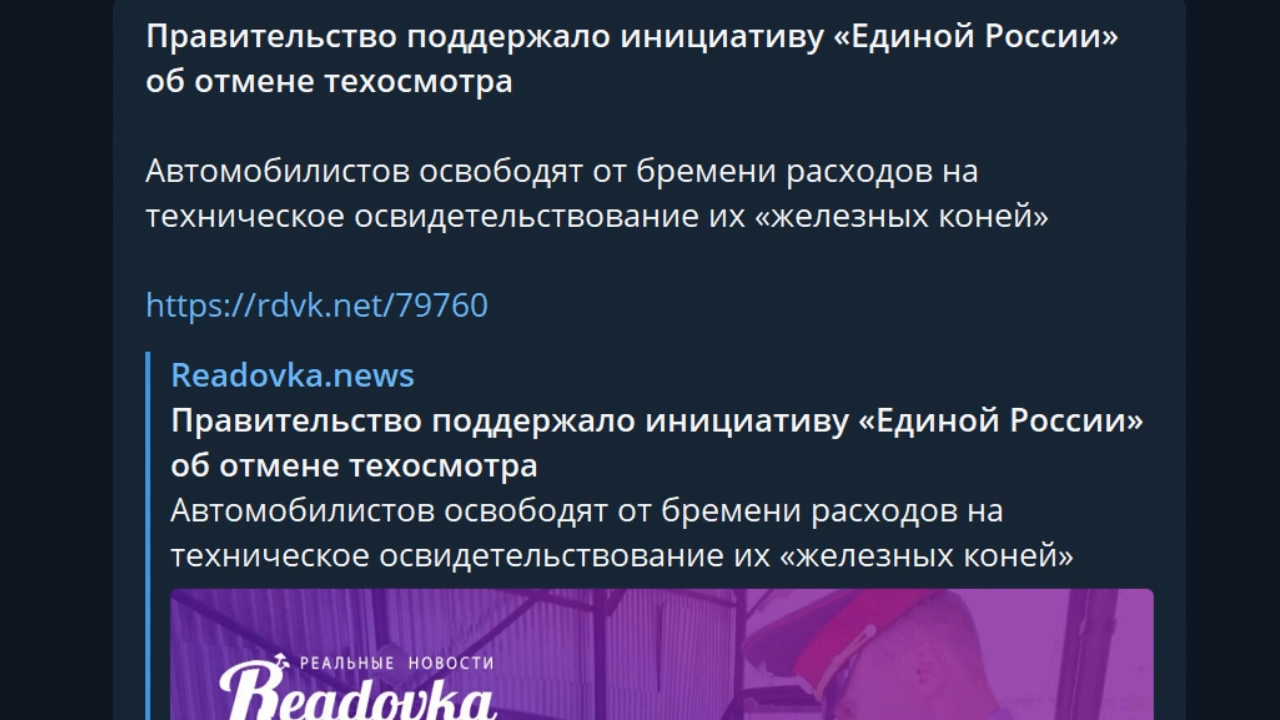 Правительство поддержало инициативу «Единой России»
об отмене техосмотра
Автомобилистов освободят от бремени расходов на
техническое освидетельствование их «железных коней»
https://rdvk.net/79760
Readovka.news
Правительство поддержало инициативу «Единой России»
об отмене техосмотра
Автомобилистов освободят от бремени расходов на
техническое освидетельствование их «железных коней»
РЕАЛЬНЫЕ НОВОСТИ
Readovka